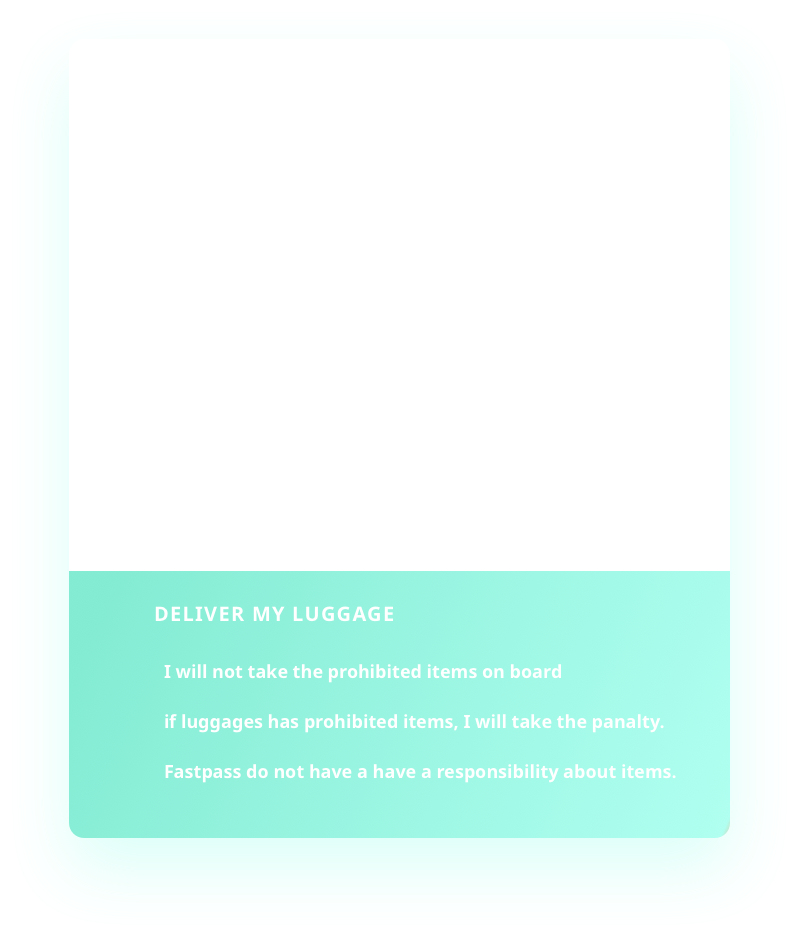 DELIVER MY LUGGAGE
I will not take the prohibited items on board
if luggages has prohibited items, I will take the panalty.
Fastpass do not have a have a responsibility about items.